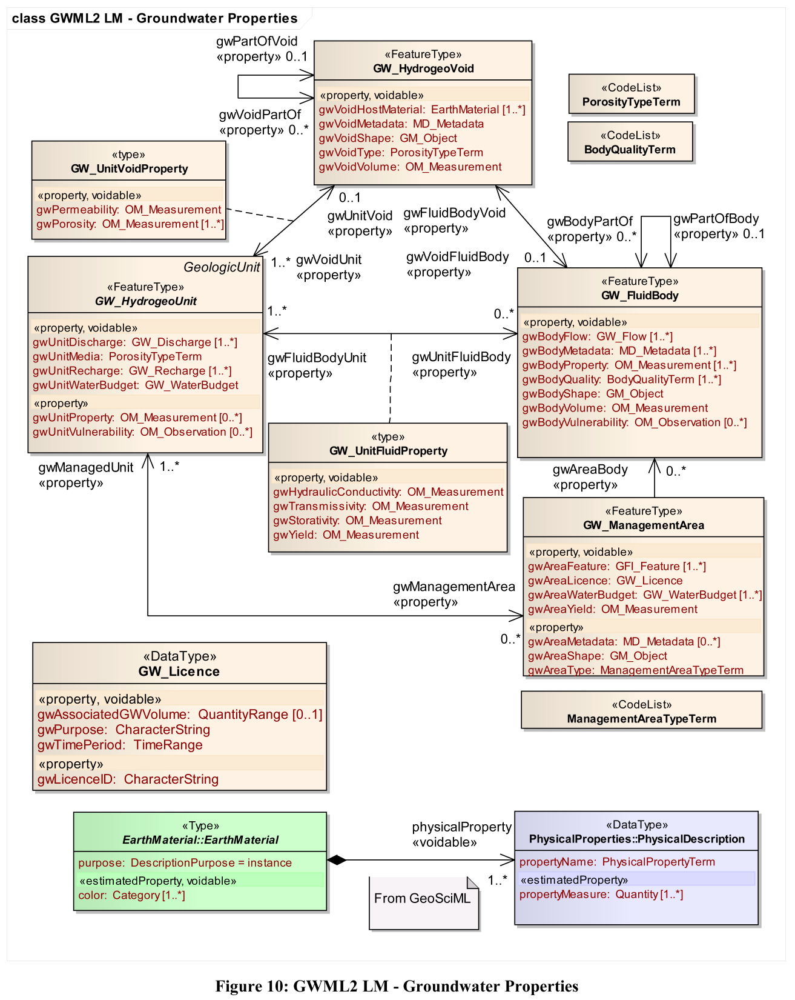 class GWML2 LM - Groundwater Properties
gwPartOfVoid
«property» 0..1
gwVoidPartOf
«property» 0..*
«FeatureType»
GW_HydrogeoVoid
«property, voidable»
gwVoidHostMaterial: EarthMaterial [1..*]
gwVoidMetadata: MD_Metadata
gwVoidShape: GM_Object
gwVoidType: PorosityTypeTerm
gwVoidVolume: OM_Measurement
«CodeList»
PorosityTypeTerm
«CodeList»
BodyQualityTerm
«type»
GW_UnitVoidProperty
«property, voidable»
gwPermeability: OM_Measurement
gwPorosity: OM_Measurement [1..*]
0..1
gwUnitVoid
«property»
gwFluidBodyVoid
«property»
gwBodyPartOf
«property» 0..*
gwPartOfBody
«property» 0..1
1..*
gwVoidUnit
«property»
gwVoidFluidBody
«property»
0..1
GeologicUnit
«FeatureType»
GW_HydrogeoUnit
«property, voidable»
gwUnitDischarge: GW_Discharge [1..*]
gwUnitMedia: PorosityTypeTerm
gwUnitRecharge: GW_Recharge [1..*]
gwUnitWaterBudget: GW_WaterBudget
«property»
gwUnitProperty: OM_Measurement [0..*]
gwUnitVulnerability: OM_Observation [0..*]
1..*
0..*
gwFluidBodyUnit
«property»
gwUnitFluidBody
«property»
«FeatureType»
GW_FluidBody
«property, voidable»
gwBodyFlow: GW_Flow [1..*]
gwBodyMetadata: MD_Metadata [1..*]
gwBodyProperty: OM_Measurement [1..*]
gwBodyQuality: BodyQualityTerm [1..*]
gwBodyShape: GM_Object
gwBodyVolume: OM_Measurement
gwBodyVulnerability: OM_Observation [0..*]
«type»
GW_UnitFluidProperty
«property, voidable»
gwHydraulicConductivity: OM_Measurement
gwTransmissivity: OM_Measurement
gwStorativity: OM_Measurement
gwYield: OM_Measurement
gwManagedUnit
«property»
1..*
gwAreaBody
«property»
0..*
«FeatureType»
GW_ManagementArea
«property, voidable»
gwAreaFeature: GFI_Feature [1..*]
gwAreaLicence: GW_Licence
gwAreaWaterBudget: GW_WaterBudget [1..*]
gwAreaYield: OM_Measurement
«property»
gwAreaMetadata: MD_Metadata [0..*]
gwAreaShape: GM_Object
gwAreaType: ManagementAreaTypeTerm
gwManagementArea
«property»
0..*
«DataType»
GW_Licence
«property, voidable»
gwAssociatedGWVolume: QuantityRange [0..1]
gwPurpose: CharacterString
gwTimePeriod: TimeRange
«property»
gwLicenceID: CharacterString
«CodeList»
ManagementAreaTypeTerm
«Type»
EarthMaterial::EarthMaterial
purpose: DescriptionPurpose = instance
«estimatedProperty, voidable»
color: Category [1..*]
physicalProperty
«voidable»
1..*
From GeoSciML
«DataType»
PhysicalProperties::PhysicalDescription
propertyName: PhysicalPropertyTerm
«estimatedProperty»
propertyMeasure: Quantity [1..*]
Figure 10: GWML2 LM - Groundwater Properties